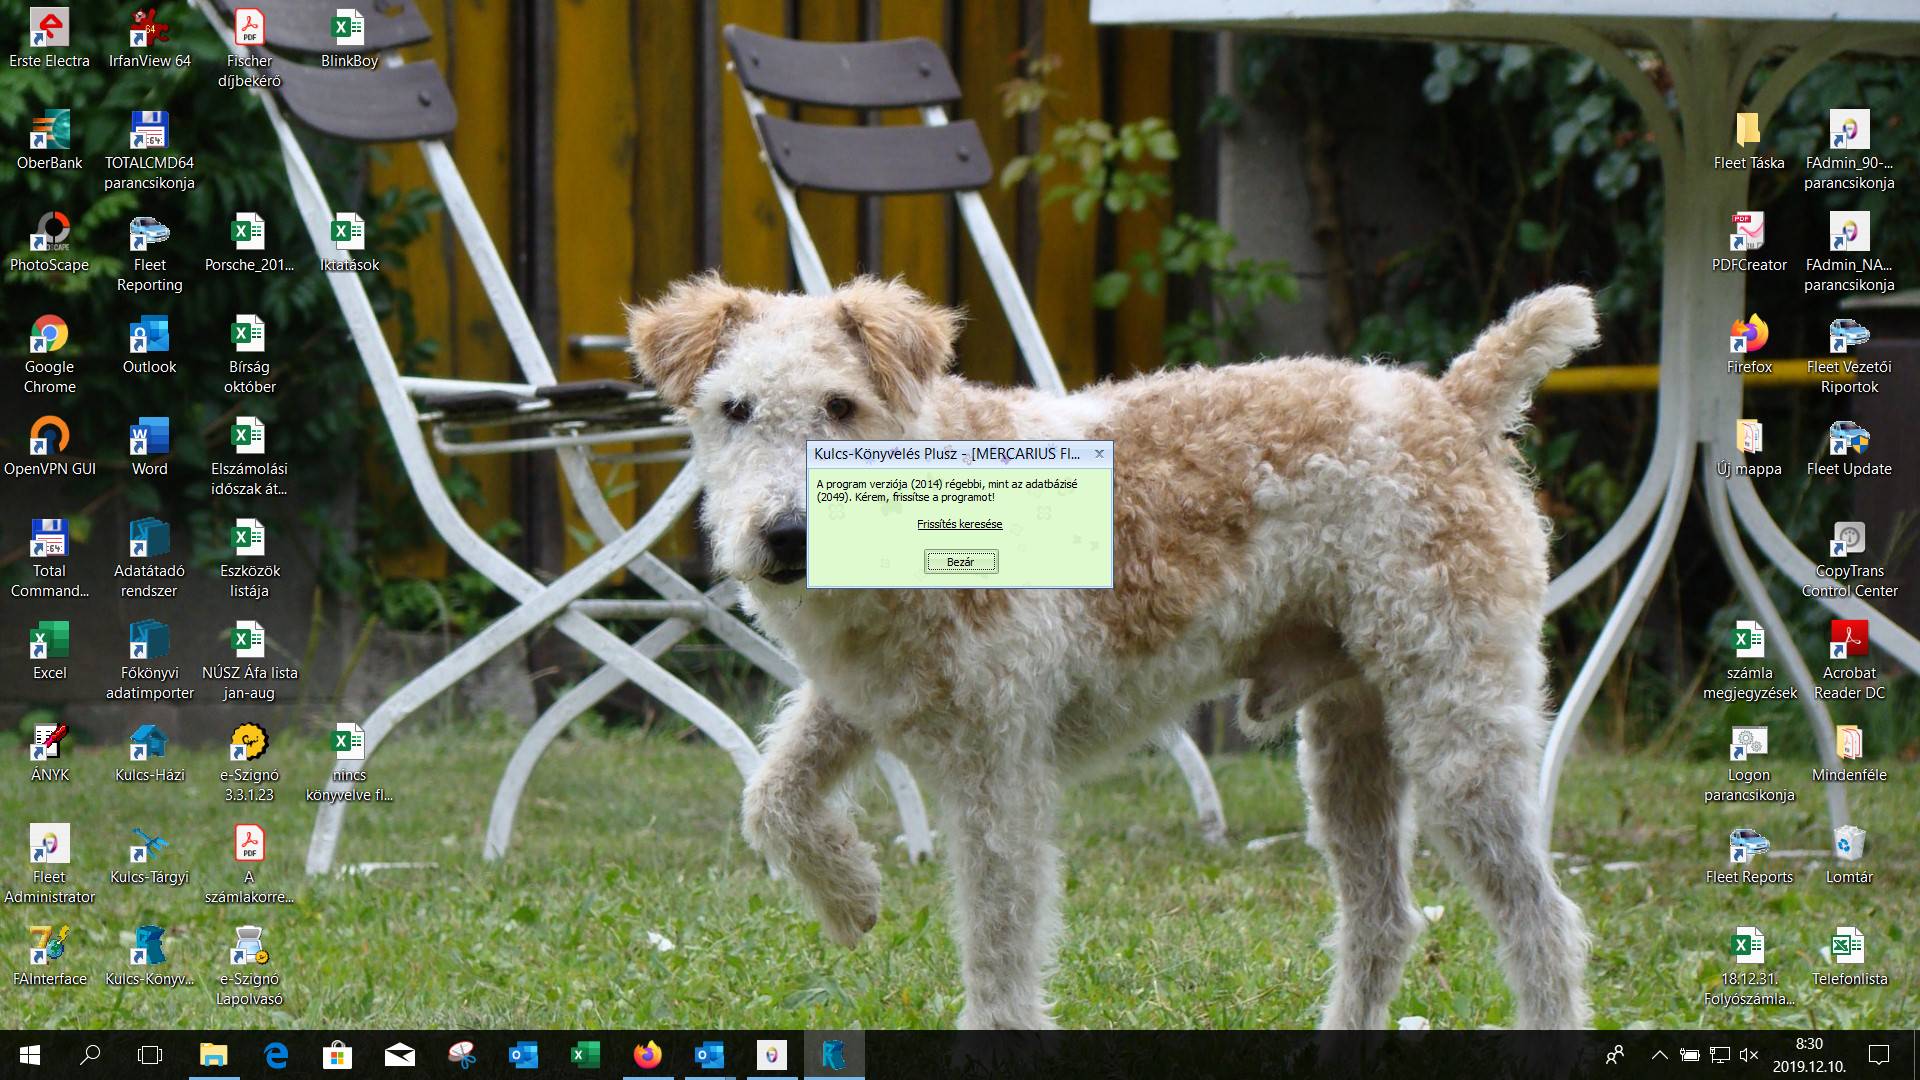 Erste Electra
IrfanView 64
Fischer
díjbekérő
BlinkBoy
OberBank
TOTALCMD64
parancsikonja
Fleet Táska
FAdmin_90-...
parancsikonja
PhotoScape
Fleet
Reporting
Porsche_201...
Iktatások
PDFCreator
FAdmin_NA...
parancsikonja
Google
Chrome
Outlook
Bírság
október
Firefox
Fleet Vezetői
Riportok
OpenVPN GUI
Word
Elszámolási
időszak át...
Új mappa
Fleet Update
Kulcs-Könyvelés Plusz - [MERCARIUS Fl...
A program verziója (2014) régebbi, mint az adatbázisé
(2049). Kérem, frissítse a programot!
Frissítés keresése
Bezár
Total
Command...
Adatátadó
rendszer
Eszközök
listája
CopyTrans
Control Center
Excel
Főkönyvi
adatimporter
NÚSZ Áfa lista
jan-aug
számla
megjegyzések
Acrobat
Reader DC
ÁNYK
Kulcs-Házi
e-Szignó
3.3.1.23
nincs
könyvelve fl...
Logon
parancsikonja
Mindenféle
Fleet
Administrator
Kulcs-Tárgyi
A
számlakorre...
Fleet Reports
Lomtár
FAInterface
Kulcs-Könyv...
e-Szignó
Lapolvasó
18.12.31.
Folyószámla...
Telefonlista
8:30
2019.12.10.